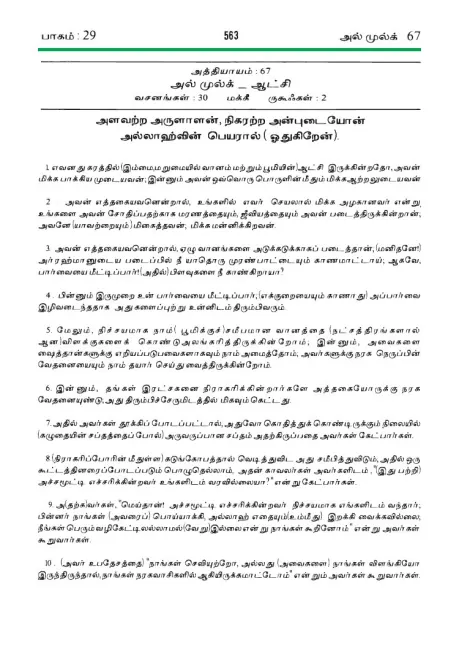 பாகம் : 29 563 அல் முல்க் 67
அத்தியாயம் : 67
அல் முல்க் _ ஆட்சி
வசனங்கள் : 30 மக்கீ ருகூஃகள் : 2
அளவற்ற அருளாளன், நிகரற்ற அன்புடையோன்
அல்லாஹ்வின் பெயரால் ( ஓதுகிறேன்).
1. எவனது கரத்தில் (இம்மை,மறுமையில் வானம் மற்றும் பூமியின்)ஆட்சி இருக்கின்றதோ, அவன்
மிக்க பாக்கிய முடையவன்; இன்னும் அவன் ஒவ்வொரு பொருளின் மீதும் மிக்க ஆற்றலுடையவன்
2. அவன் எத்தகையவனென்றால், உங்களில் எவர் செயலால் மிக்க அழகானவர் என்று
உங்களை அவன் சோதிப்பதற்காக மரணத்தையும், ஜீவியத்தையும் அவன் படைத்திருக்கின்றான்;
அவனே (யாவற்றையும்) மிகைத்தவன், மிக்க மன்னிக்கிறவன்.
3. அவன் எத்தகையவனென்றால், ஏழு வானங்களை அடுக்கடுக்காகப் படைத்தான்; (மனிதனே!)
அர்ரஹ்மானுடைய படைப்பில் நீ யாதொரு முரண்பாட்டையும் காணமாட்டாய்; ஆகவே,
பார்வையை மீட்டிப்பார்! (அதில்) பிளவுகளை நீ காண்கிறாயா?
4 . பின்னும் இருமுறை உன் பார்வையை மீட்டிப்பார்; (எக்குறையையும் காணாது) அப்பார்வை
இழிவடைந்ததாக அது களைப்புற்று உன்னிடம் திரும்பிவரும்.
5. மேலும், நிச்சயமாக நாம் ( பூமிக்குச் )சமீபமான வானத்தை (நட்சத்திரங்களால்
ஆன)விளக்குகளைக் கொண்டு அலங்கரித்திருக்கின்றோம்; இன்னும், அவைகளை
ஷைத்தான்களுக்கு எறியப்படுபவைகளாகவும் நாம் அமைத்தோம்; அவர்களுக்கு நரக நெருப்பின்
வேதனையையும் நாம் தயார் செய்து வைத்திருக்கின்றோம்.
6. இன்னும், தங்கள் இரட்சகனை நிராகரிக்கின்றார்களே அத்தகையோருக்கு நரக
வேதனையுண்டு, அது திரும்பிச்சேருமிடத்தில் மிகவும் கெட்டது.
7. அதில் அவர்கள் தூக்கிப் போடப்பட்டால், அதுவோ கொதித்துக் கொண்டிருக்கும் நிலையில்
(கழுதையின் சப்தத்தைப் போல்) அருவருப்பான சப்தம் அதற்கிருப்பதை அவர்கள் கேட்பார்கள்.
8 (நிராகரிப்போரின் மீதுள்ள) கடுங்கோபத்தால் வெடித்துவிட அது சமீபித்துவிடும், அதில் ஒரு
கூட்டத்தினரைப் போடப்படும் பொழுதெல்லாம், அதன் காவலர்கள் அவர்களிடம் , "(இது பற்றி)
அச்சமூட்டி எச்சரிக்கின்றவர் உங்களிடம் வரவில்லையா?" என்று கேட்பார்கள்.
9. அ(தற்க)வர்கள், "மெய்தான்! அச்சமூட்டி எச்சரிக்கின்றவர் நிச்சயமாக எங்களிடம் வந்தார்;
பின்னர் நாங்கள் (அவரைப்) பொய்யாக்கி, அல்லாஹ் எதையும்(உம்மீது) இறக்கி வைக்கவில்லை;
நீங்கள் பெரும் வழிகேட்டிலல்லாமல் (வேறு) இல்லை என்று நாங்கள் கூறினோம்" என்று அவர்கள்
கூறுவார்கள்.
10 . (அவர் உபதேசத்தை) "நாங்கள் செவியுற்றோ, அல்லது (அவைகளை) நாங்கள் விளங்கியோ
இருந்திருந்தால், நாங்கள் நரகவாசிகளில் ஆகியிருக்கமாட்டோம்" என்றும் அவர்கள் கூறுவார்கள்.